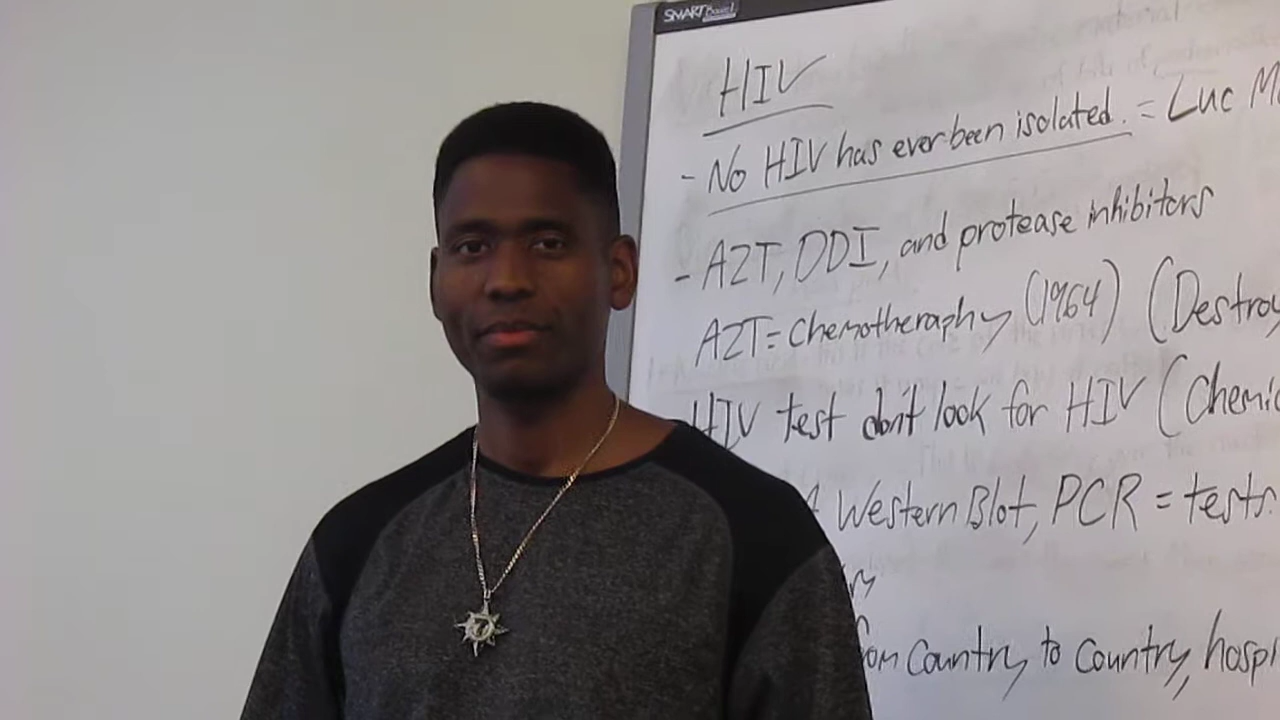 SMART Board
HIV
- No HIV has ever been isolated. = Luc
- AZT, DDI, and protease inhibitors
AZT = Chemotheraphy (1964) (Destroy
HIV test don't look for HIV (Chemic
Western Blot, PCR = tests.
om Country to Country, hospi